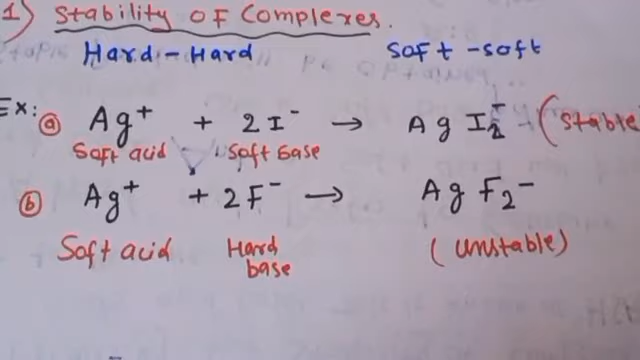 1) Stability OF Complexes.
Hard-Hard Soft-soft
Ex: (a) Ag⁺ + 2I⁻ → AgI₂⁻ (Stable)
Soft acid Soft base
(b) Ag⁺ + 2F⁻ → AgF₂⁻
Soft acid Hard base (Unstable)